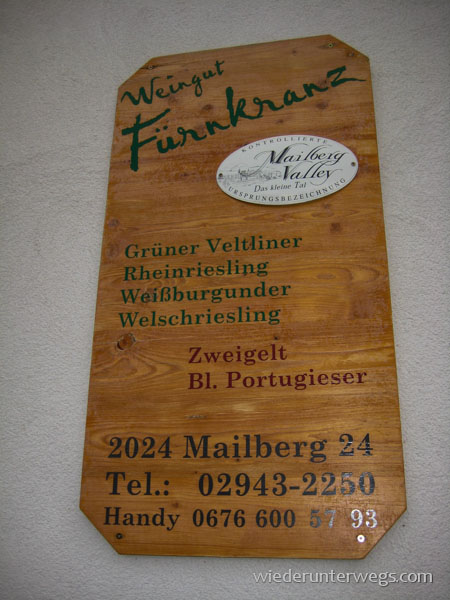 Weingut
Fürnkranz
KONTROLLIERTE
Mailberg
Valley
Das kleine Tal
URSPRUNGSBEZEICHNUNG
Grüner Veltliner
Rheinriesling
Weißburgunder
Welschriesling
Zweigelt
Bl. Portugieser
2024 Mailberg 24
Tel.: 02943-2250
Handy 0676 600 57 93
wiederunterwegs.com